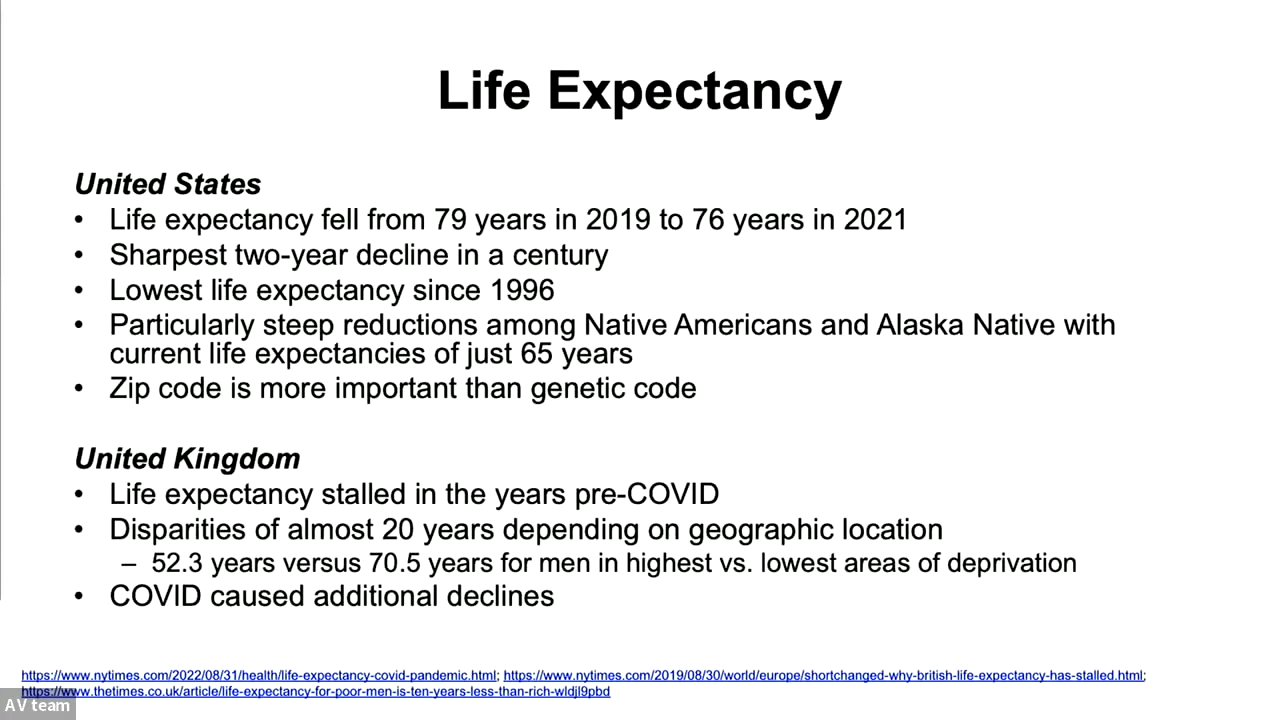 Life Expectancy
United States
• Life expectancy fell from 79 years in 2019 to 76 years in 2021
• Sharpest two-year decline in a century
• Lowest life expectancy since 1996
• Particularly steep reductions among Native Americans and Alaska Native with
current life expectancies of just 65 years
• Zip code is more important than genetic code
United Kingdom
• Life expectancy stalled in the years pre-COVID
• Disparities of almost 20 years depending on geographic location
– 52.3 years versus 70.5 years for men in highest vs. lowest areas of deprivation
• COVID caused additional declines
https://www.nytimes.com/2022/08/31/health/life-expectancy-covid-pandemic.html; https://www.nytimes.com/2019/08/30/world/europe/shortchanged-why-british-life-expectancy-has-stalled.html;
https://www.thetimes.co.uk/article/life-expectancy-for-poor-men-is-ten-years-less-than-rich-wldjl9pbd
AV team